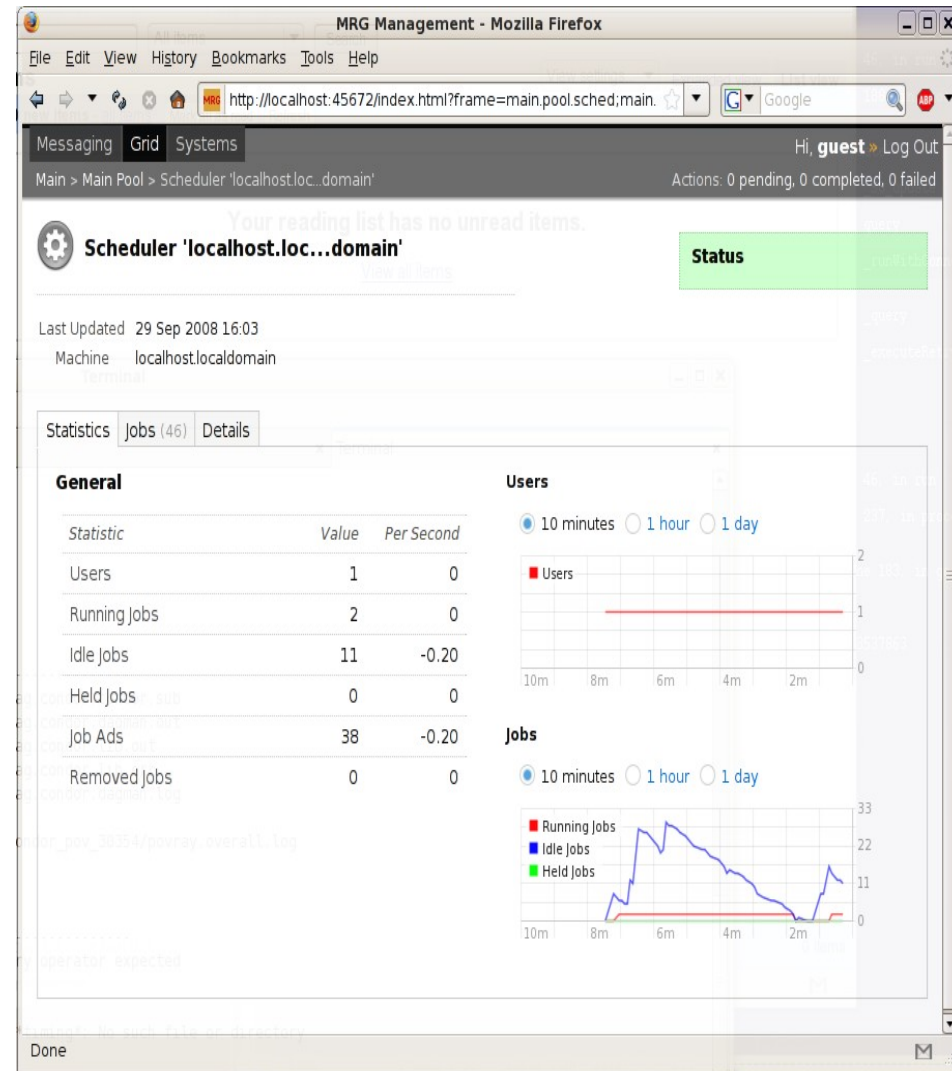 MRG Management - Mozilla Firefox
File Edit View History Bookmarks Tools Help
MRG http://localhost:45672/index.html?frame=main.pool.sched;main. G Google ABP
Messaging Grid Systems
Hi, guest » Log Out
Main > Main Pool > Scheduler 'localhost.loc...domain'
Actions: 0 pending, 0 completed, 0 failed
Your reading list has no unread items.
View all items.
Scheduler 'localhost.loc...domain'
Status
Last Updated 29 Sep 2008 16:03
Machine localhost.localdomain
Terminal
Statistics Jobs (46) Details
Terminal
General
Statistic Value Per Second
Users 1 0
Running Jobs 2 0
Idle Jobs 11 -0.20
Held Jobs 0 0
Job Ads 38 -0.20
Removed Jobs 0 0
Users
10 minutes 1 hour 1 day
Users
2
1
0
10m 8m 6m 4m 2m
Jobs
10 minutes 1 hour 1 day
Running Jobs
Idle Jobs
Held Jobs
33
22
11
0
10m 8m 6m 4m 2m
operator expected
No such file or directory
Done